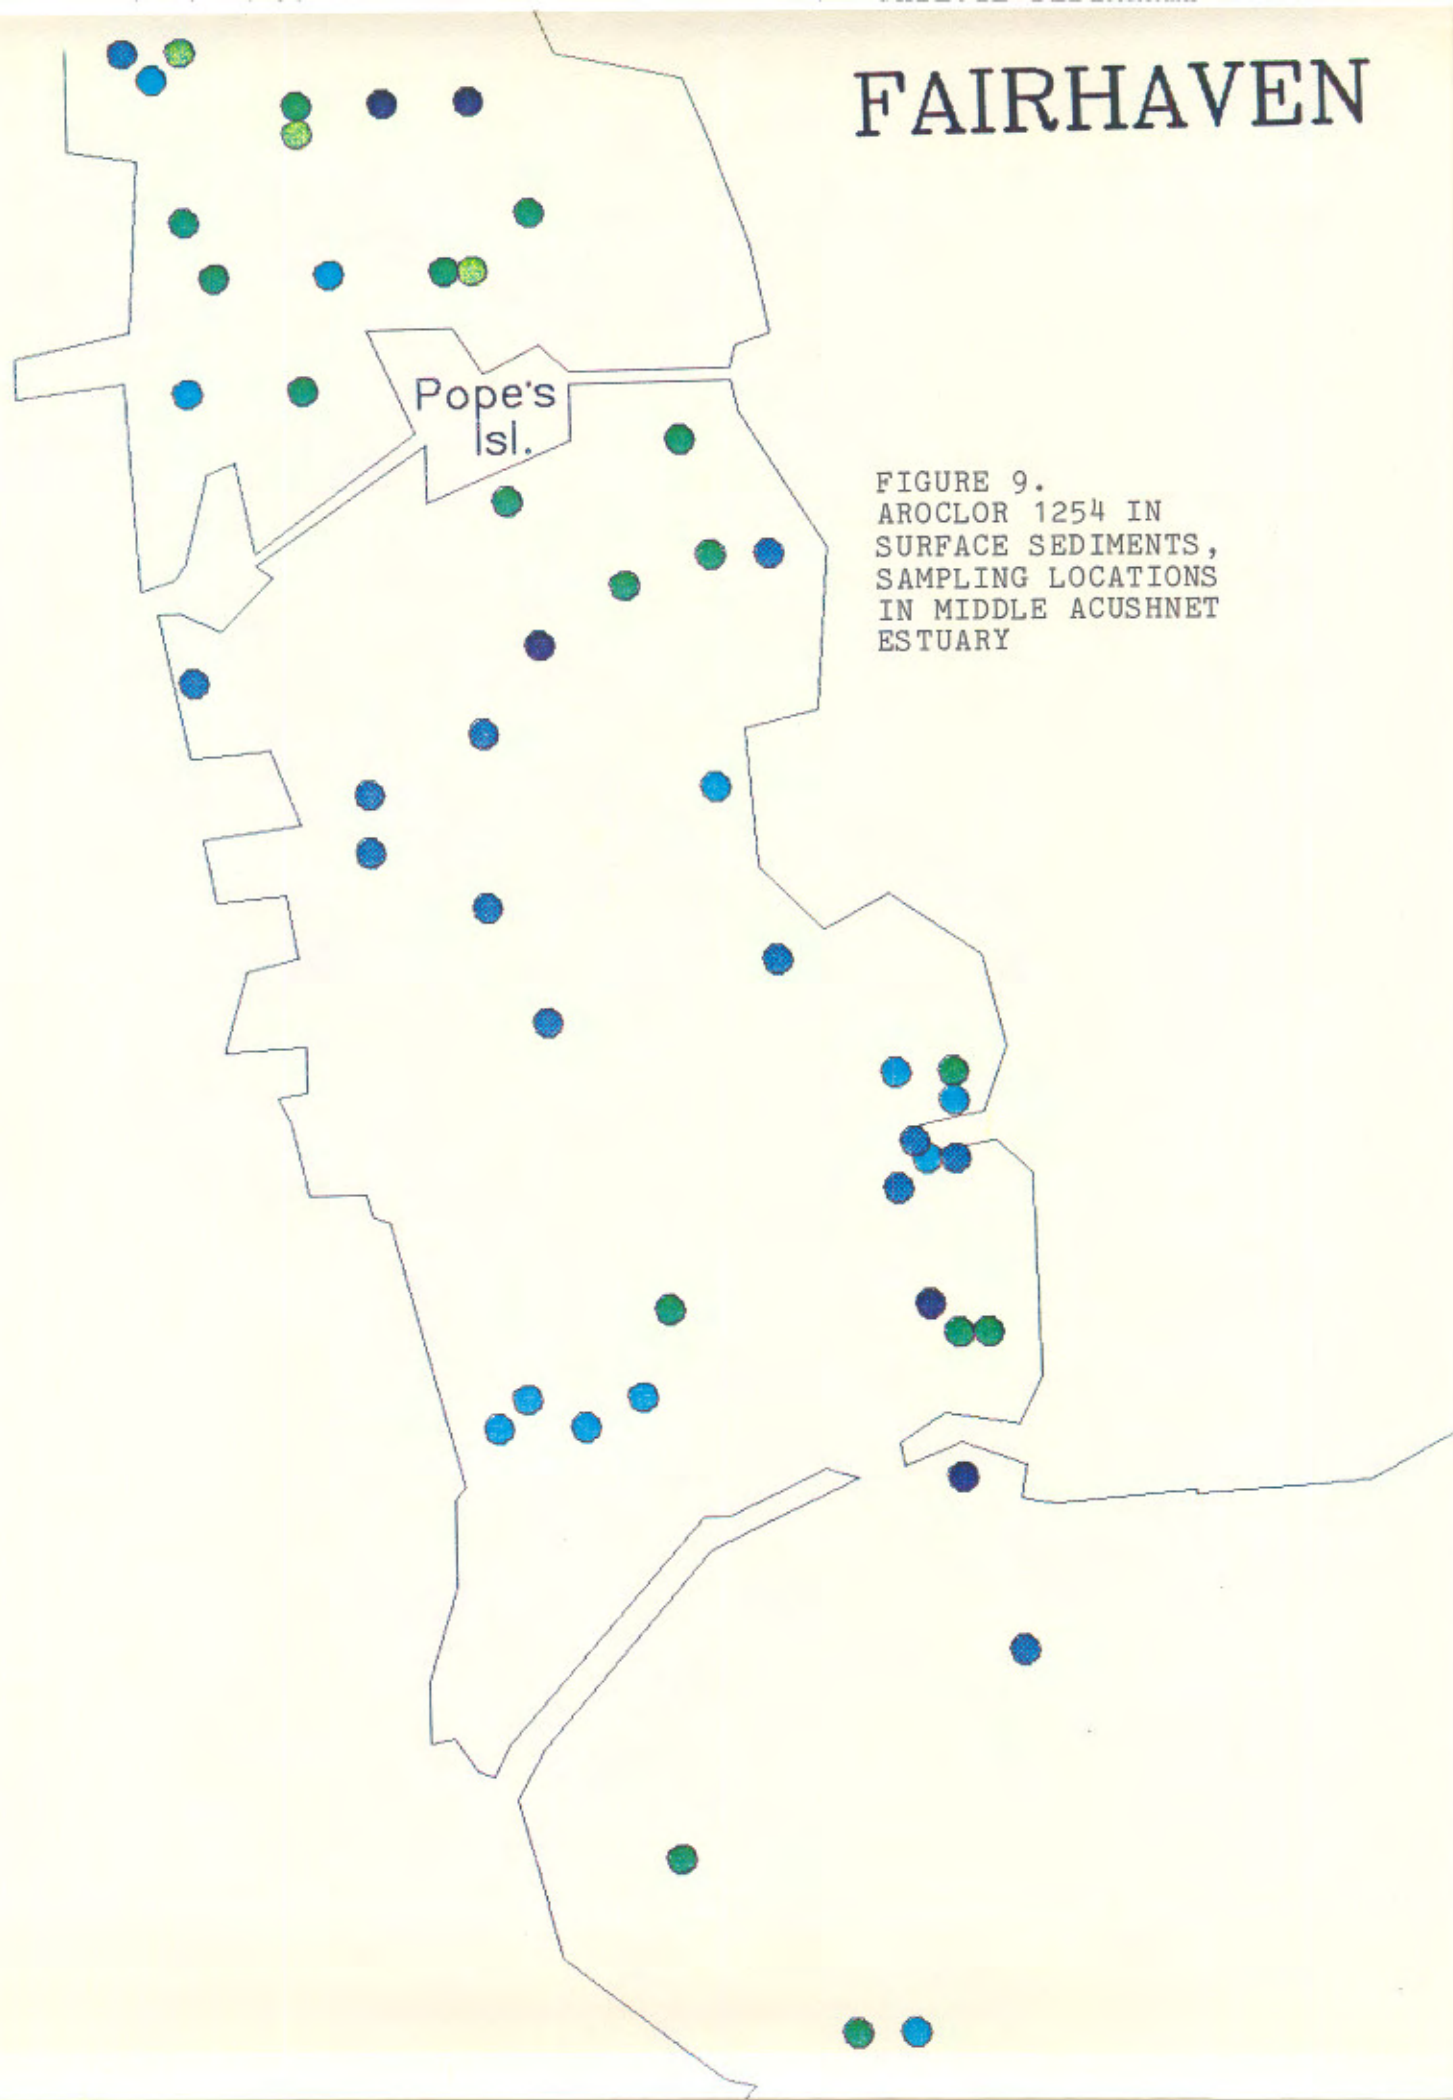 FAIRHAVEN
Pope's
Isl.
FIGURE 9.
AROCLOR 1254 IN
SURFACE SEDIMENTS,
SAMPLING LOCATIONS
IN MIDDLE ACUSHNET
ESTUARY